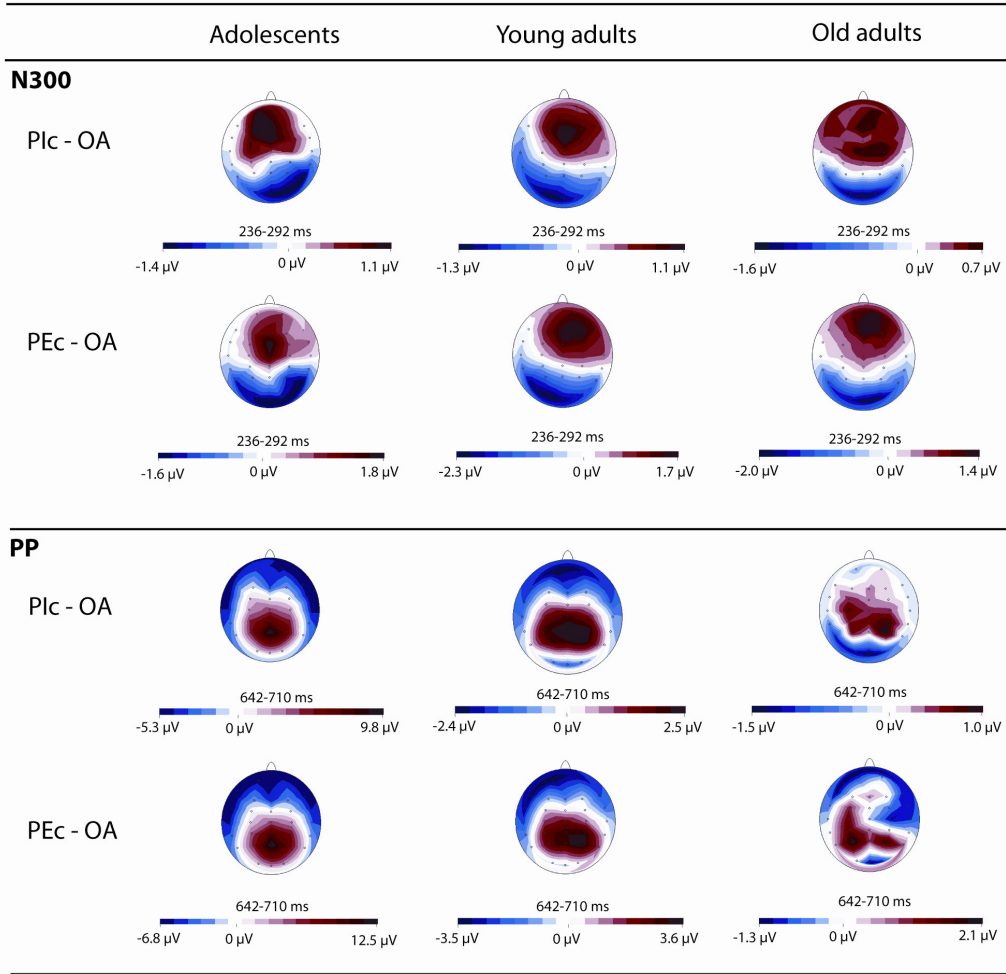 Adolescents Young adults Old adults
N300
PIc - OA
236-292 ms 236-292 ms 236-292 ms
-1.4 µV 0 µV 1.1 µV -1.3 µV 0 µV 1.1 µV -1.6 µV 0 µV 0.7 µV
PEc - OA
236-292 ms 236-292 ms 236-292 ms
-1.6 µV 0 µV 1.8 µV -2.3 µV 0 µV 1.7 µV -2.0 µV 0 µV 1.4 µV
PP
PIc - OA
642-710 ms 642-710 ms 642-710 ms
-5.3 µV 0 µV 9.8 µV -2.4 µV 0 µV 2.5 µV -1.5 µV 0 µV 1.0 µV
PEc - OA
642-710 ms 642-710 ms 642-710 ms
-6.8 µV 0 µV 12.5 µV -3.5 µV 0 µV 3.6 µV -1.3 µV 0 µV 2.1 µV